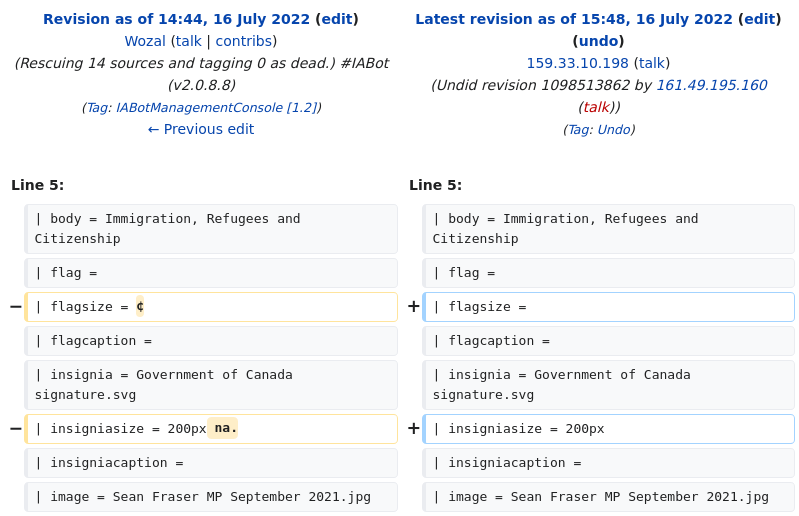 Revision as of 14:44, 16 July 2022 (edit)
Wozal (talk | contribs)
(Rescuing 14 sources and tagging 0 as dead.) #IABot
(v2.0.8.8)
(Tag: IABotManagementConsole [1.2])
← Previous edit
Latest revision as of 15:48, 16 July 2022 (edit)
(undo)
159.33.10.198 (talk)
(Undid revision 1098513862 by 161.49.195.160
(talk))
(Tag: Undo)
Line 5:
| body = Immigration, Refugees and
Citizenship
| flag =
− | flagsize = ¢
| flagcaption =
| insignia = Government of Canada
signature.svg
− | insigniasize = 200px na.
| insigniacaption =
| image = Sean Fraser MP September 2021.jpg
Line 5:
| body = Immigration, Refugees and
Citizenship
| flag =
+ | flagsize =
| flagcaption =
| insignia = Government of Canada
signature.svg
+ | insigniasize = 200px
| insigniacaption =
| image = Sean Fraser MP September 2021.jpg